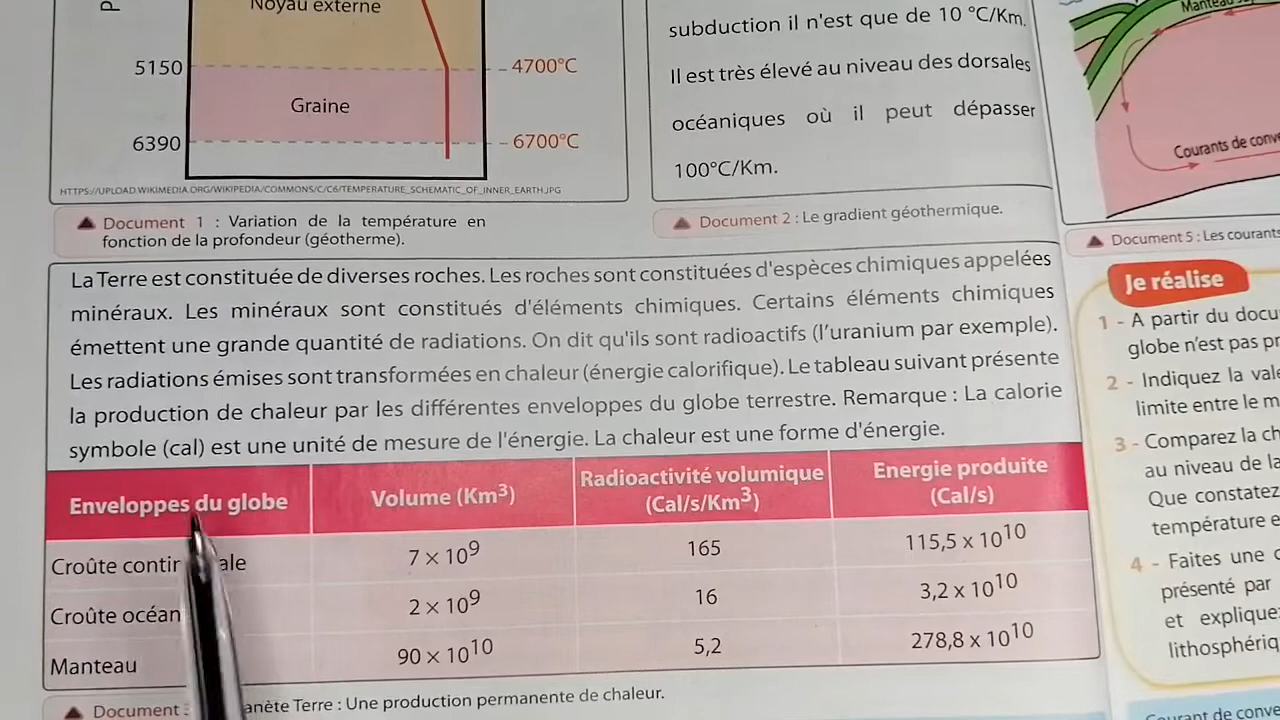 Noyau externe
5150
4700°C
Graine
6390
6700°C
HTTPS://UPLOAD.WIKIMEDIA.ORG/WIKIPEDIA/COMMONS/C/C6/TEMPERATURE_SCHEMATIC_OF_INNER_EARTH.JPG
Document 1 : Variation de la température en
fonction de la profondeur (géotherme).
subduction il n'est que de 10 °C/Km.
Il est très élevé au niveau des dorsales
océaniques où il peut dépasser
100°C/Km.
Document 2 : Le gradient géothermique.
Manteau
Courants de conv
Document 5 : Les courants
La Terre est constituée de diverses roches. Les roches sont constituées d'espèces chimiques appelées
minéraux. Les minéraux sont constitués d'éléments chimiques. Certains éléments chimiques
émettent une grande quantité de radiations. On dit qu'ils sont radioactifs (l'uranium par exemple).
Les radiations émises sont transformées en chaleur (énergie calorifique). Le tableau suivant présente
la production de chaleur par les différentes enveloppes du globe terrestre. Remarque : La calorie
symbole (cal) est une unité de mesure de l'énergie. La chaleur est une forme d'énergie.
Enveloppes du globe Volume (Km³) Radioactivité volumique (Cal/s/Km³) Energie produite (Cal/s)
Croûte contin ale 7 × 10⁹ 165 115,5 x 10¹⁰
Croûte océan 2 × 10⁹ 16 3,2 x 10¹⁰
Manteau 90 × 10¹⁰ 5,2 278,8 x 10¹⁰
Document anète Terre : Une production permanente de chaleur.
Je réalise
1 - A partir du docu
globe n'est pas pr
2 - Indiquez la vale
limite entre le m
3 - Comparez la ch
au niveau de la
Que constatez
température e
4 - Faites une c
présenté par
et explique
lithosphériq
Courant de conve